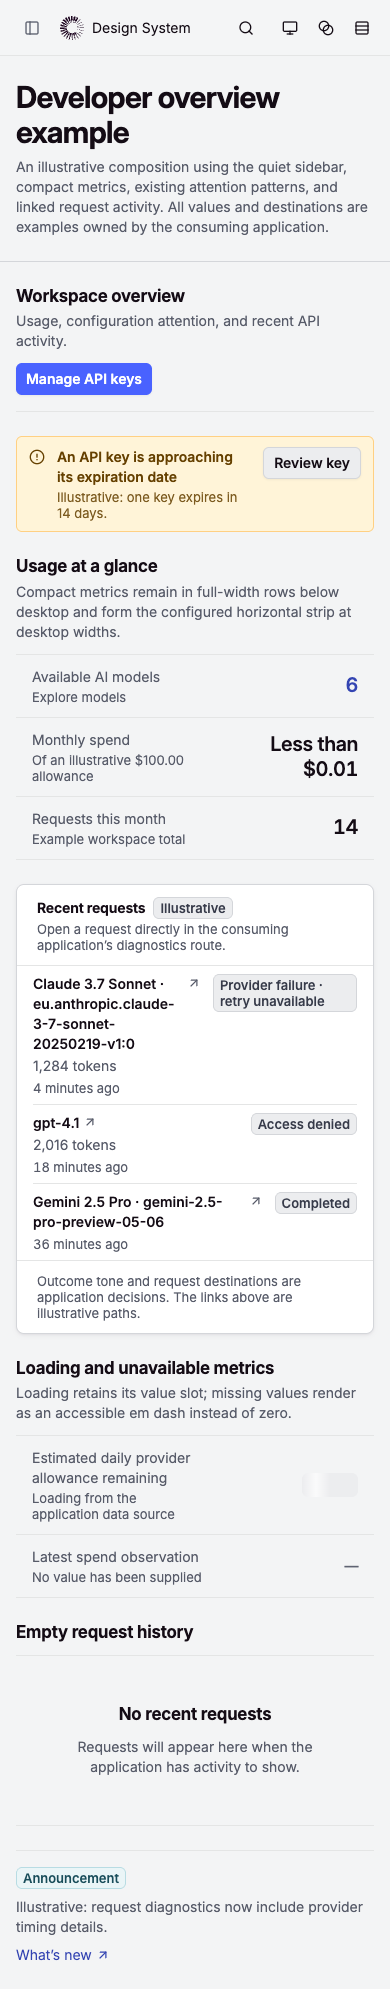 Design System
Developer overview
example
An illustrative composition using the quiet sidebar,
compact metrics, existing attention patterns, and
linked request activity. All values and destinations are
examples owned by the consuming application.
Workspace overview
Usage, configuration attention, and recent API
activity.
Manage API keys
An API key is approaching
its expiration date
Illustrative: one key expires in
14 days.
Review key
Usage at a glance
Compact metrics remain in full-width rows below
desktop and form the configured horizontal strip at
desktop widths.
Available AI models
Explore models
6
Monthly spend
Of an illustrative $100.00
allowance
Less than
$0.01
Requests this month
Example workspace total
14
Recent requests Illustrative
Open a request directly in the consuming
application’s diagnostics route.
Claude 3.7 Sonnet ·
eu.anthropic.claude-
3-7-sonnet-
20250219-v1:0
Provider failure ·
retry unavailable
1,284 tokens
4 minutes ago
gpt-4.1
Access denied
2,016 tokens
18 minutes ago
Gemini 2.5 Pro · gemini-2.5-
pro-preview-05-06
Completed
36 minutes ago
Outcome tone and request destinations are
application decisions. The links above are
illustrative paths.
Loading and unavailable metrics
Loading retains its value slot; missing values render
as an accessible em dash instead of zero.
Estimated daily provider
allowance remaining
Loading from the
application data source
Latest spend observation
No value has been supplied
—
Empty request history
No recent requests
Requests will appear here when the
application has activity to show.
Announcement
Illustrative: request diagnostics now include provider
timing details.
What’s new